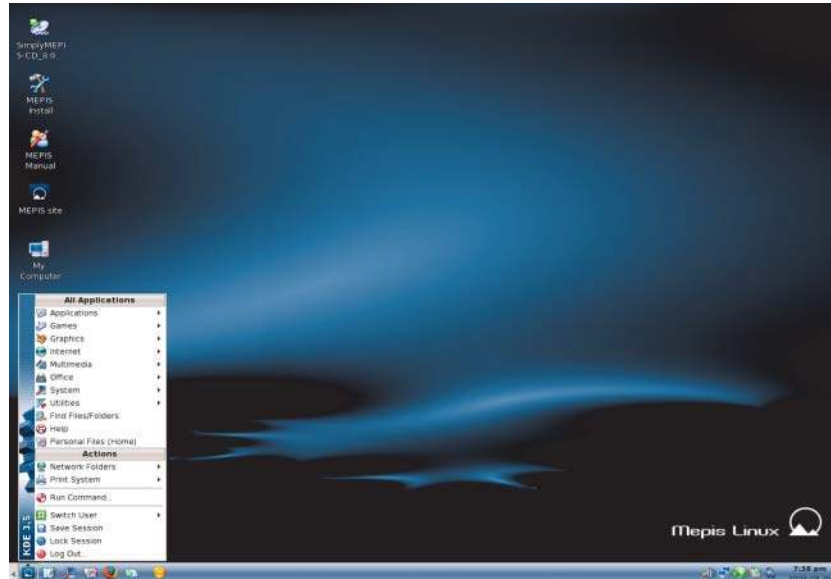 SimplyMEPI
S-CD_8.0
MEPIS
Install
MEPIS
Manual
MEPIS site
My
Computer
All Applications
Applications
Games
Graphics
Internet
Multimedia
Office
System
Utilities
Find Files/Folders
Help
Personal Files (Home)
Actions
Network Folders
Print System
Run Command...
Switch User
Save Session
Lock Session
Log Out...
KDE 3.5
Mepis Linux
7:38 pm